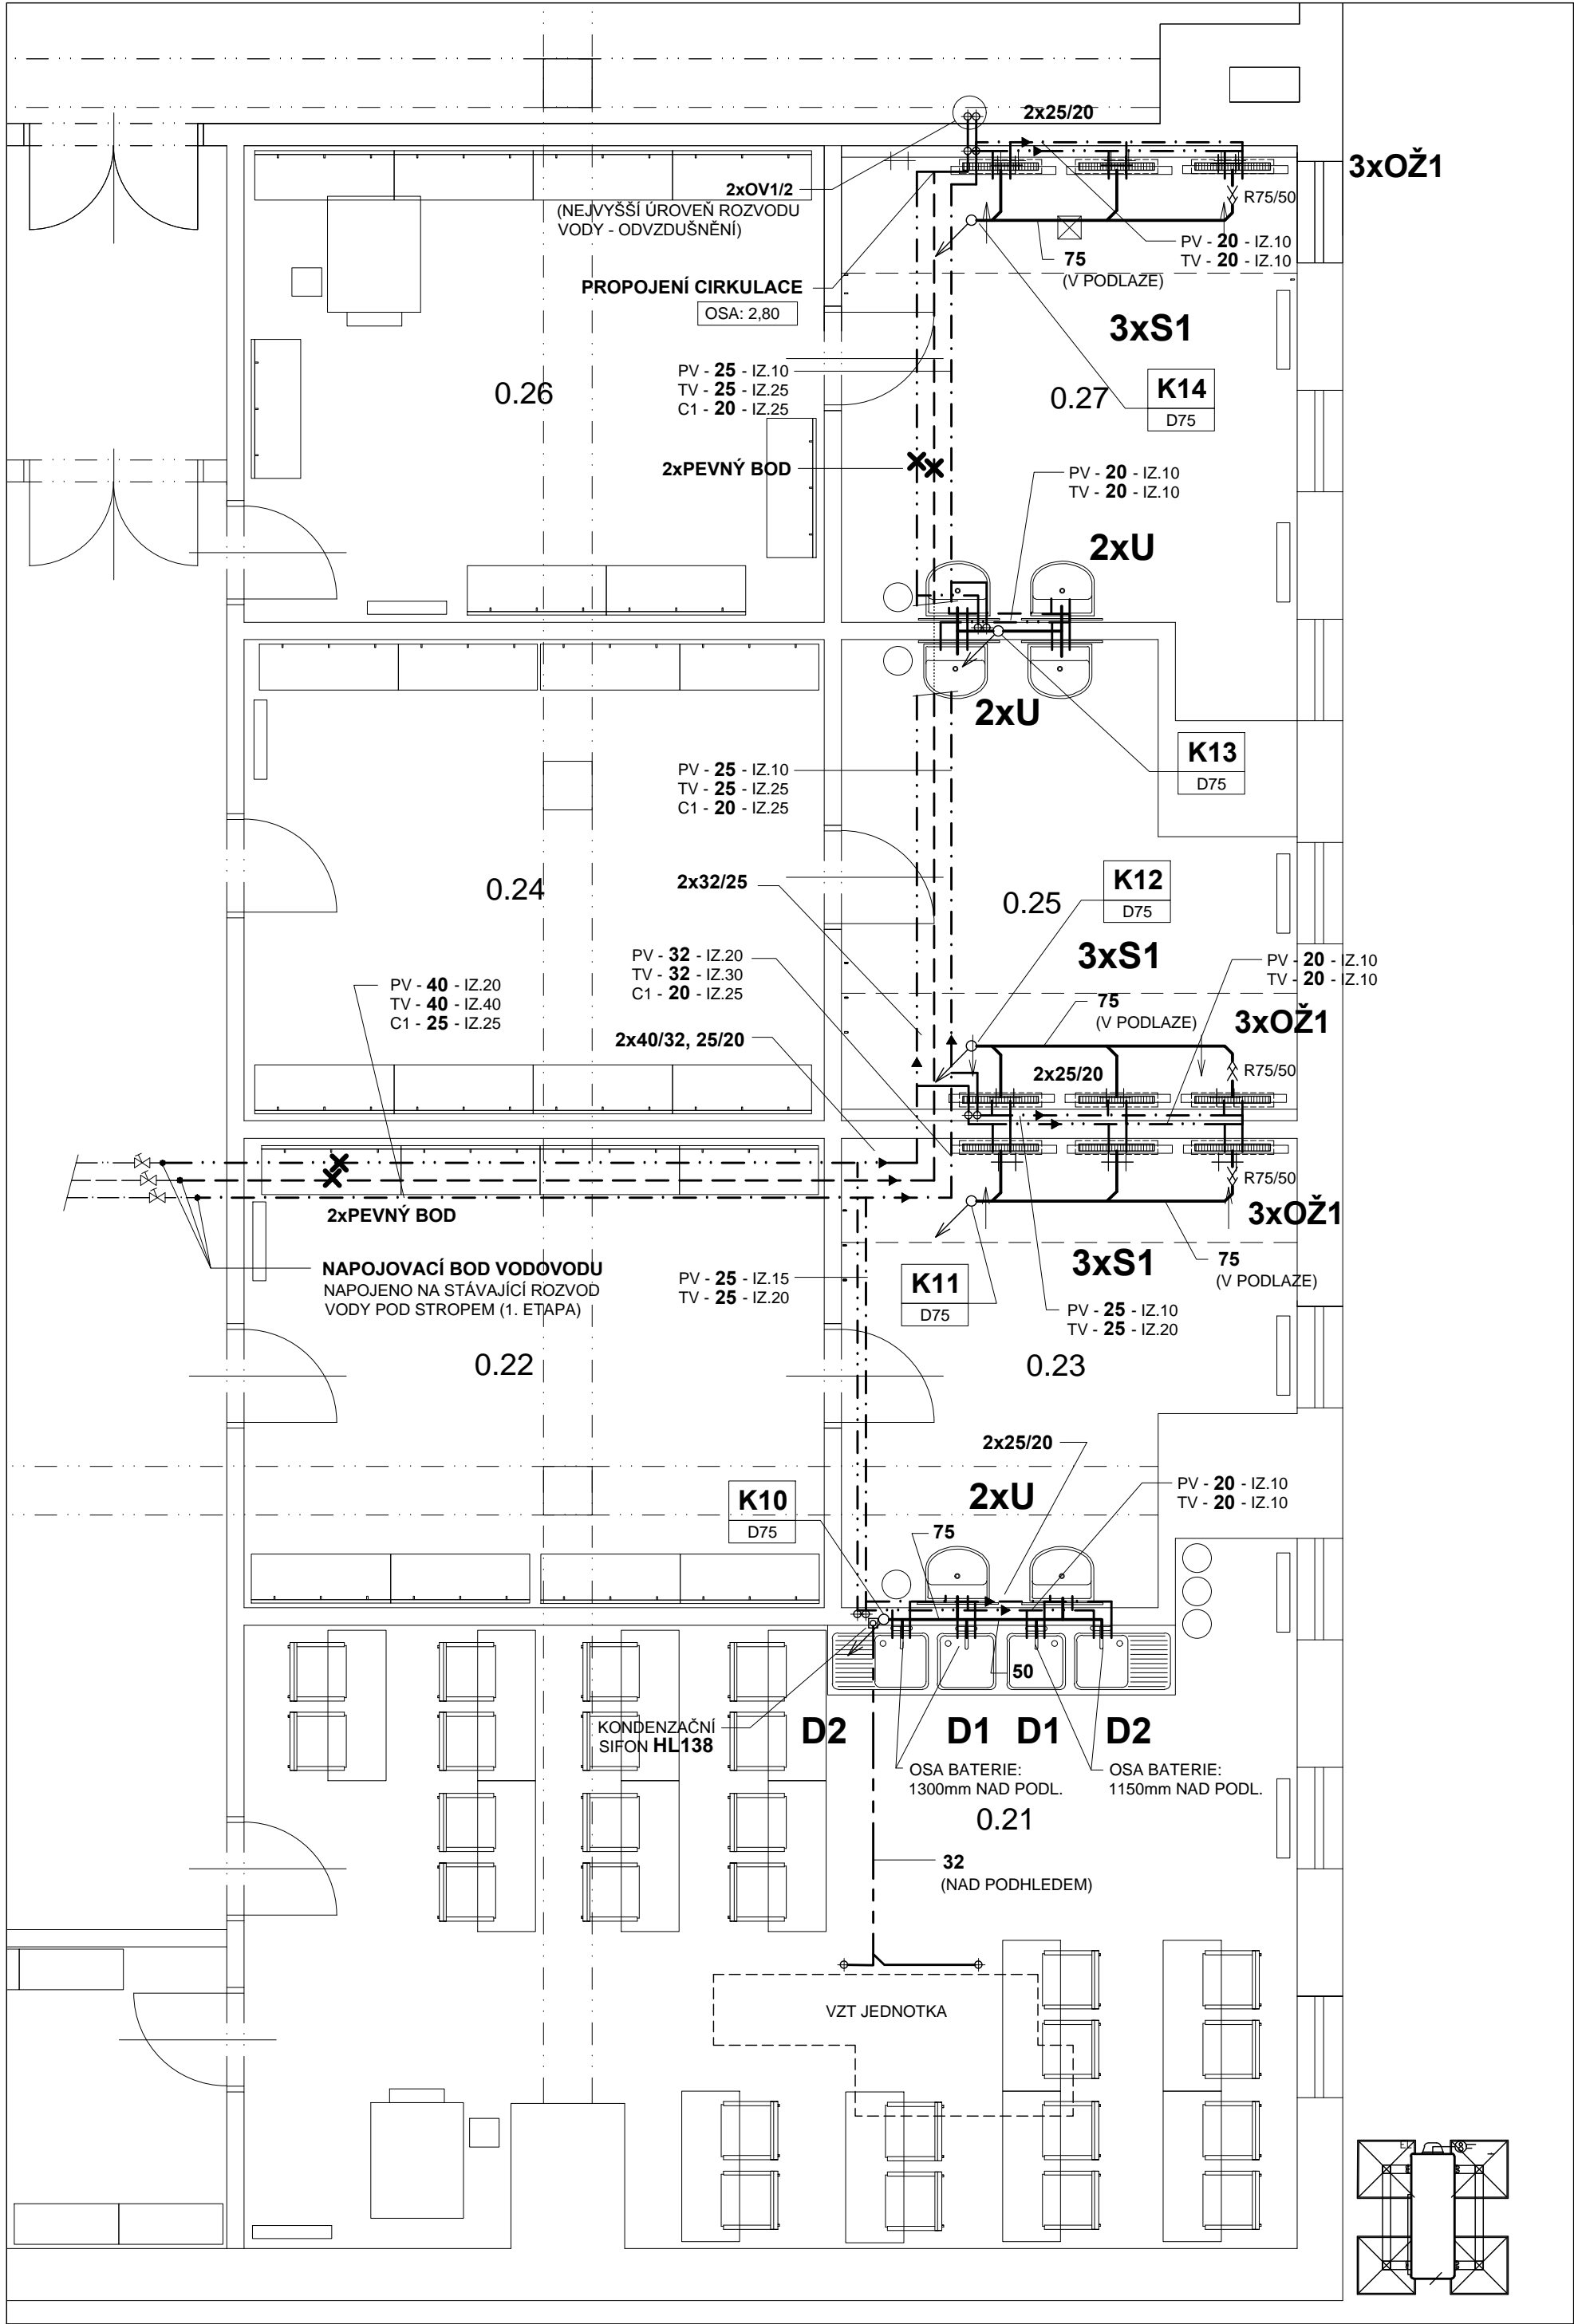 2x25/20
3xOŽ1
2xOV1/2
(NEJVYŠŠÍ ÚROVEŇ ROZVODU
VODY - ODVZDUŠNĚNÍ)
R75/50
PV - 20 - IZ.10
TV - 20 - IZ.10
75
(V PODLAZE)
PROPOJENÍ CIRKULACE
OSA: 2,80
3xS1
PV - 25 - IZ.10
TV - 25 - IZ.25
C1 - 20 - IZ.25
0.26
0.27
K14
D75
2xPEVNÝ BOD
PV - 20 - IZ.10
TV - 20 - IZ.10
2xU
2xU
K13
D75
PV - 25 - IZ.10
TV - 25 - IZ.25
C1 - 20 - IZ.25
2x32/25
0.24
0.25
K12
D75
3xS1
PV - 32 - IZ.20
TV - 32 - IZ.30
C1 - 20 - IZ.25
PV - 20 - IZ.10
TV - 20 - IZ.10
PV - 40 - IZ.20
TV - 40 - IZ.40
C1 - 25 - IZ.25
75
(V PODLAZE)
3xOŽ1
2x40/32, 25/20
2x25/20
R75/50
R75/50
2xPEVNÝ BOD
3xOŽ1
NAPOJOVACÍ BOD VODOVODU
NAPOJENO NA STÁVAJÍCÍ ROZVOD
VODY POD STROPEM (1. ETAPA)
PV - 25 - IZ.15
TV - 25 - IZ.20
K11
D75
3xS1
75
(V PODLAZE)
PV - 25 - IZ.10
TV - 25 - IZ.20
0.22
0.23
2x25/20
PV - 20 - IZ.10
TV - 20 - IZ.10
K10
D75
2xU
75
50
KONDENZAČNÍ
SIFON HL138
D2
D1
D1
D2
OSA BATERIE:
1300mm NAD PODL.
OSA BATERIE:
1150mm NAD PODL.
0.21
32
(NAD PODHLEDEM)
VZT JEDNOTKA